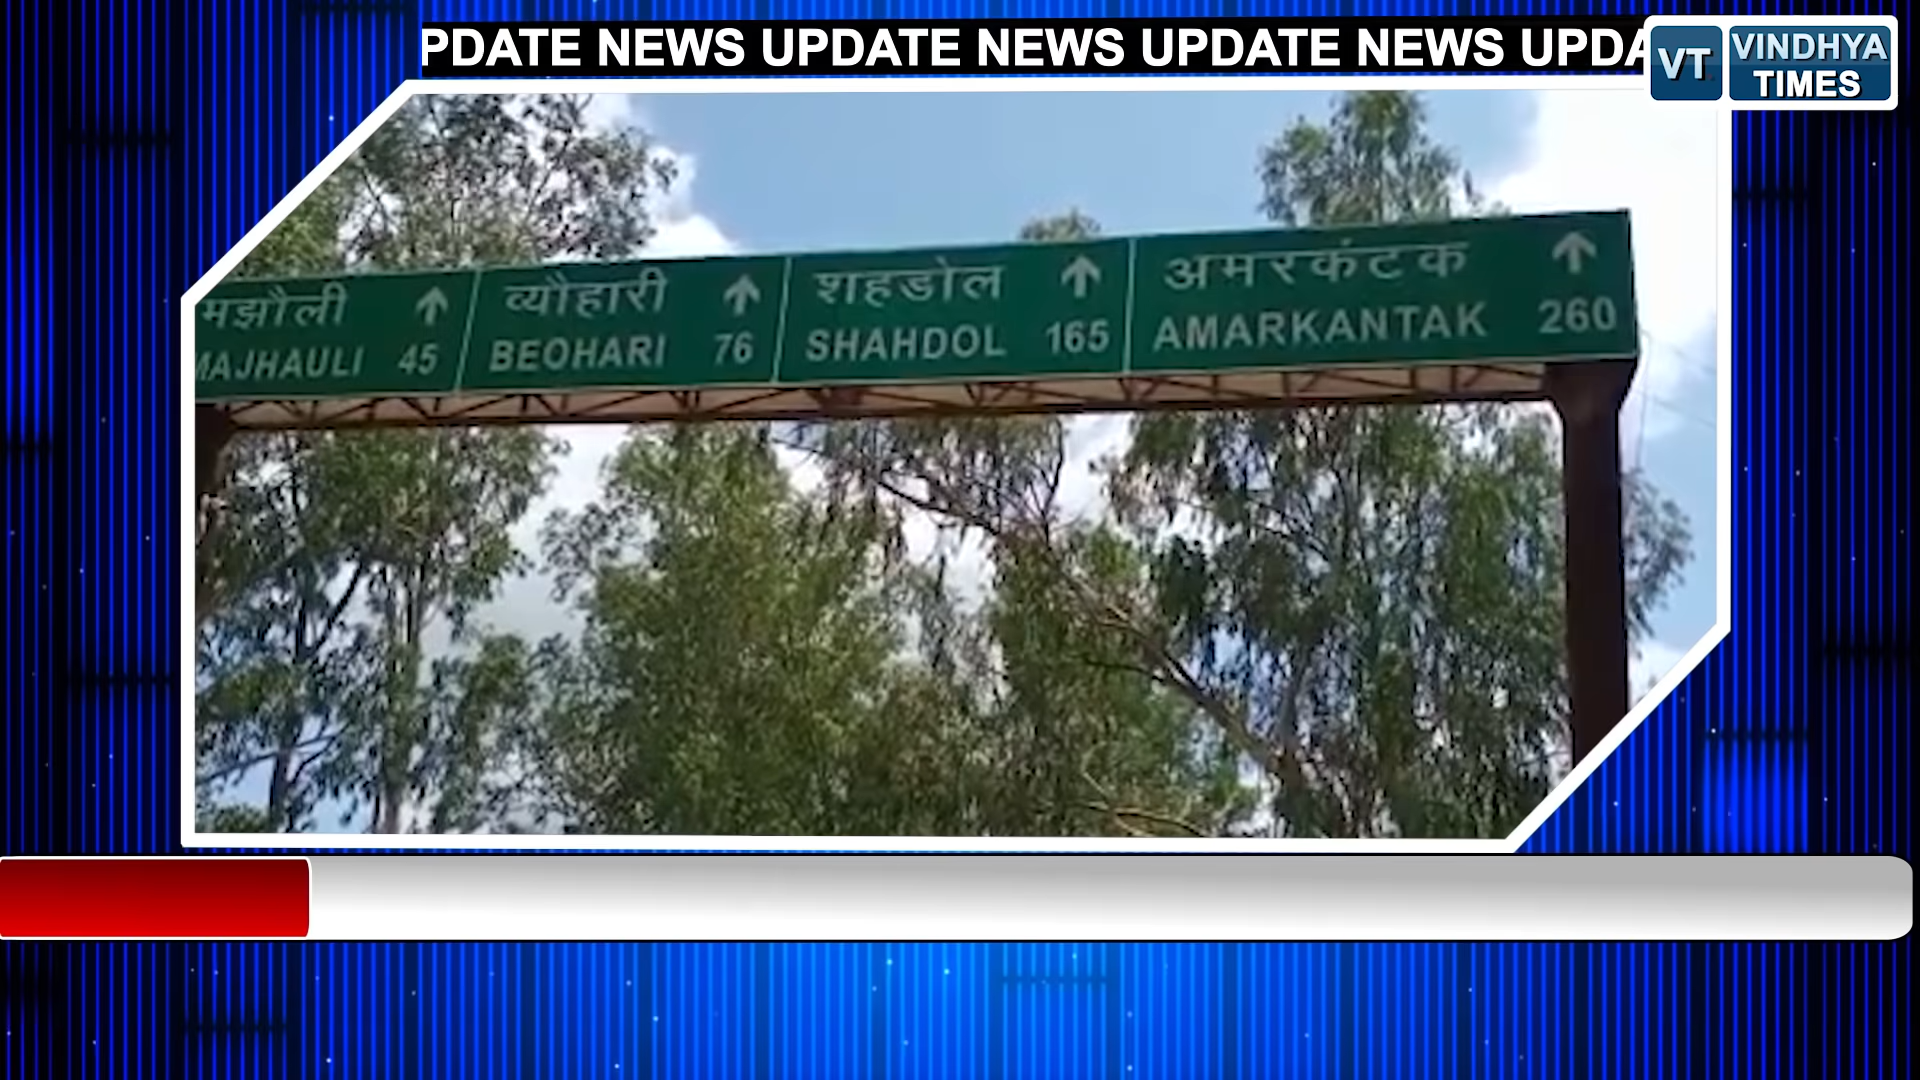 PDATE NEWS UPDATE NEWS UPDATE NEWS UPDA
VT VINDHYA
TIMES
मझौली
MAJHAULI 45
व्यौहारी
BEOHARI 76
शहडोल
SHAHDOL 165
अमरकंटक
AMARKANTAK 260